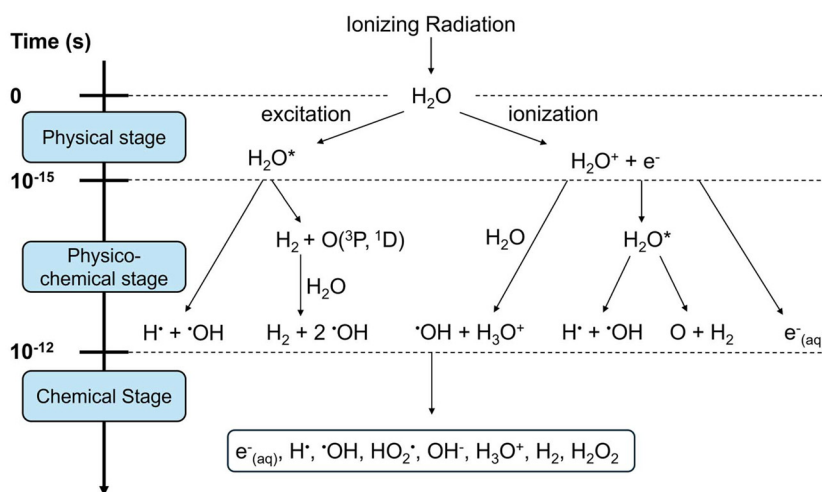 Ionizing Radiation
Time (s)
0
H₂O
excitation
ionization
Physical stage
H₂O*
H₂O⁺ + e⁻
10⁻¹⁵
H₂ + O(³P, ¹D)
H₂O
H₂O*
Physico-
chemical stage
H₂O
H• + •OH
H₂ + 2 •OH
•OH + H₃O⁺
H• + •OH
O + H₂
e⁻(aq
10⁻¹²
Chemical Stage
e⁻(aq), H•, •OH, HO₂•, OH⁻, H₃O⁺, H₂, H₂O₂